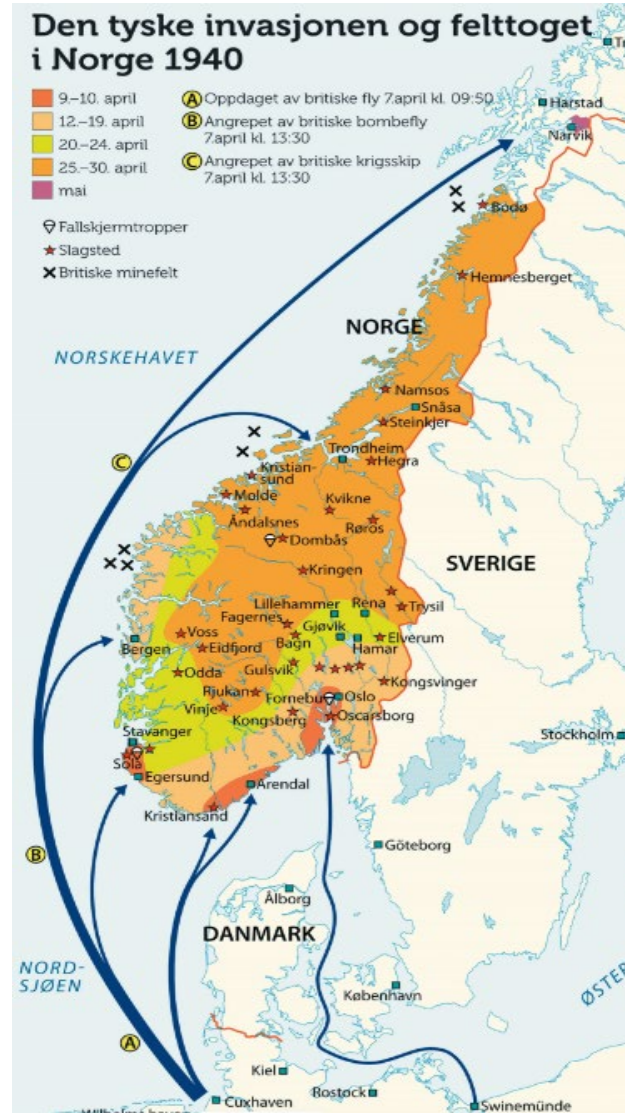 Den tyske invasjonen og felttoget
i Norge 1940
9.–10. april
12.–19. april
20.–24. april
25.–30. april
mai
A Oppdaget av britiske fly 7.april kl. 09:50
B Angrepet av britiske bombefly
7.april kl. 13:30
C Angrepet av britiske krigsskip
7.april kl. 13:30
Fallskjermtropper
Slagsted
Britiske minefelt
Harstad
Narvik
Bodø
Hemnesberget
NORGE
NORSKEHAVET
Namsos
Snåsa
Steinkjer
Trondheim
Hegra
C
Kristian-
sund
Molde
Åndalsnes
Kvikne
Røros
Dombås
SVERIGE
Kringen
Lillehammer
Rena
Trysil
Fagernes
Gjøvik
Voss
Bagn
Elverum
Bergen
Eidfjord
Hamar
Gulsvik
Odda
Kongsvinger
Rjukan
Fornebu
Oslo
Vinje
Oscarsborg
Kongsberg
Stavanger
Stockholm
Sola
Egersund
Arendal
Kristiansand
Göteborg
B
Ålborg
DANMARK
NORD-
SJØEN
København
ØSTER
A
Kiel
Rostock
Cuxhaven
Swinemünde